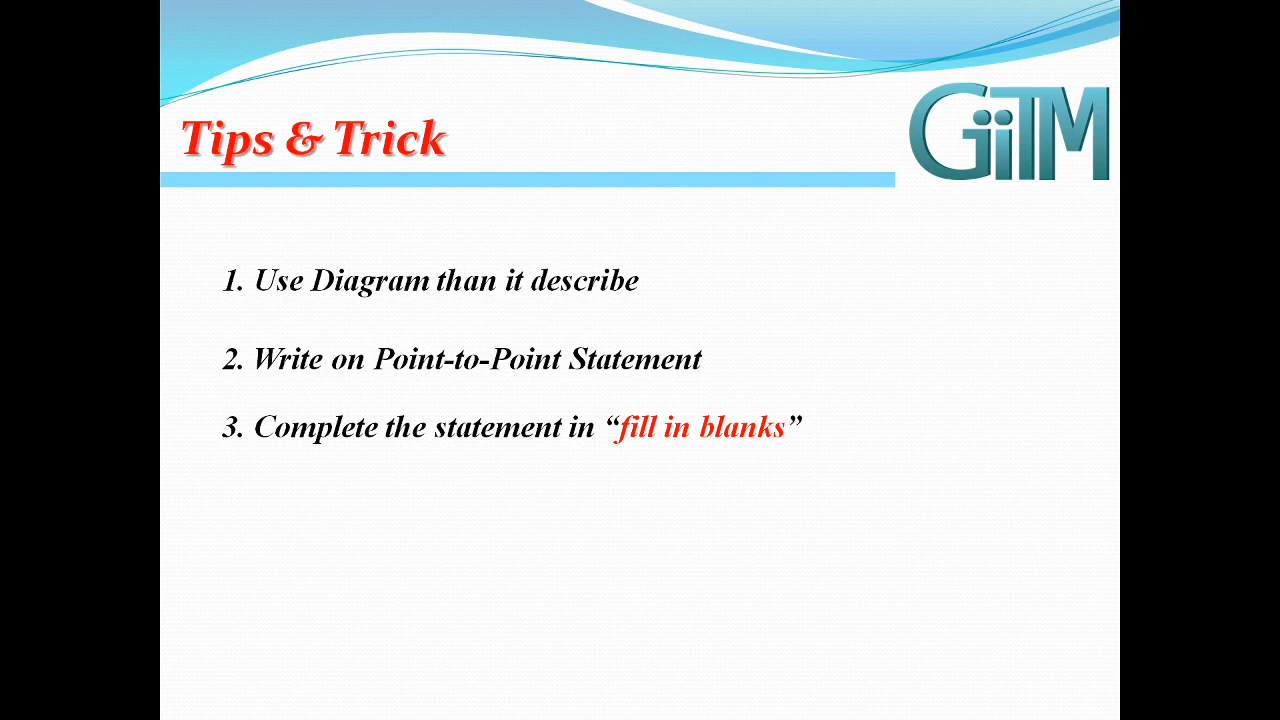 GiiTM
Tips & Trick
1. Use Diagram than it describe
2. Write on Point-to-Point Statement
3. Complete the statement in “fill in blanks”